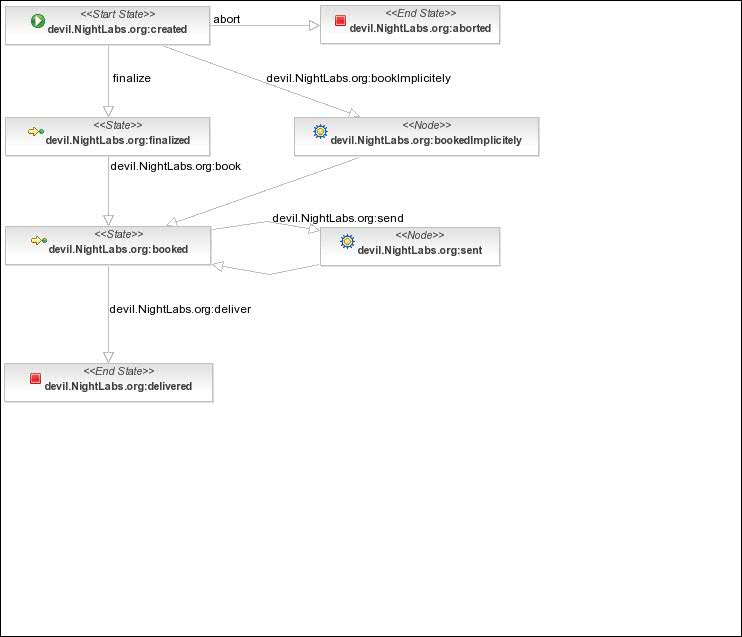 <<Start State>>
devil.NightLabs.org:created
abort
<<End State>>
devil.NightLabs.org:aborted
finalize
devil.NightLabs.org:bookImplicitely
<<State>>
devil.NightLabs.org:finalized
<<Node>>
devil.NightLabs.org:bookedImplicitely
devil.NightLabs.org:book
<<State>>
devil.NightLabs.org:booked
devil.NightLabs.org:send
<<Node>>
devil.NightLabs.org:sent
devil.NightLabs.org:deliver
<<End State>>
devil.NightLabs.org:delivered